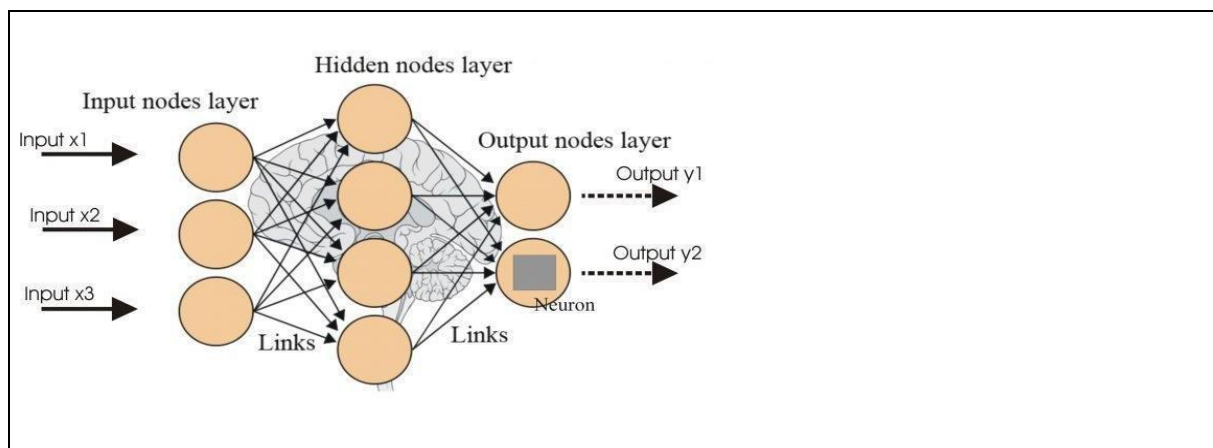 Hidden nodes layer
Input nodes layer
Input x1
Output nodes layer
Output y1
Input x2
Output y2
Input x3
Neuron
Links
Links